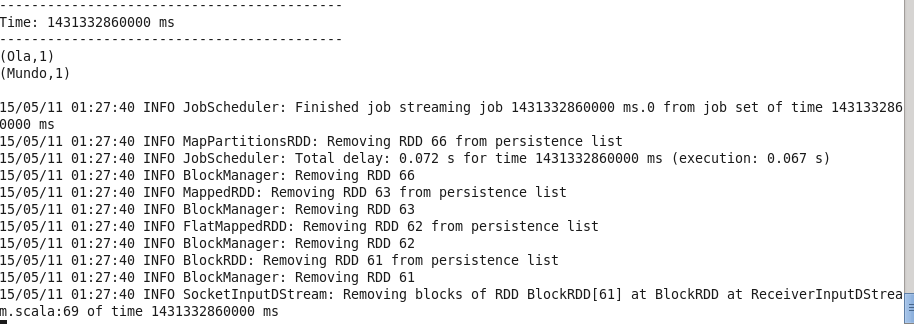 -------------------------------------------
Time: 1431332860000 ms
-------------------------------------------
(Ola,1)
(Mundo,1)
15/05/11 01:27:40 INFO JobScheduler: Finished job streaming job 1431332860000 ms.0 from job set of time 143133286
0000 ms
15/05/11 01:27:40 INFO MapPartitionsRDD: Removing RDD 66 from persistence list
15/05/11 01:27:40 INFO JobScheduler: Total delay: 0.072 s for time 1431332860000 ms (execution: 0.067 s)
15/05/11 01:27:40 INFO BlockManager: Removing RDD 66
15/05/11 01:27:40 INFO MappedRDD: Removing RDD 63 from persistence list
15/05/11 01:27:40 INFO BlockManager: Removing RDD 63
15/05/11 01:27:40 INFO FlatMappedRDD: Removing RDD 62 from persistence list
15/05/11 01:27:40 INFO BlockManager: Removing RDD 62
15/05/11 01:27:40 INFO BlockRDD: Removing RDD 61 from persistence list
15/05/11 01:27:40 INFO BlockManager: Removing RDD 61
15/05/11 01:27:40 INFO SocketInputDStream: Removing blocks of RDD BlockRDD[61] at BlockRDD at ReceiverInputDStrea
m.scala:69 of time 1431332860000 ms